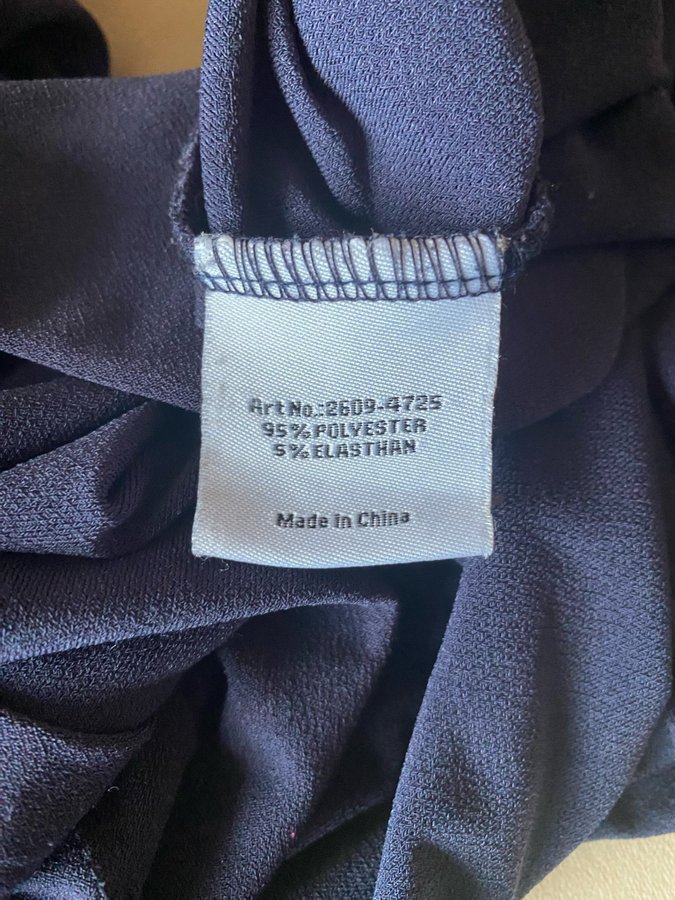 Art No.:2609-4725
95% POLYESTER
5% ELASTHAN
Made in China